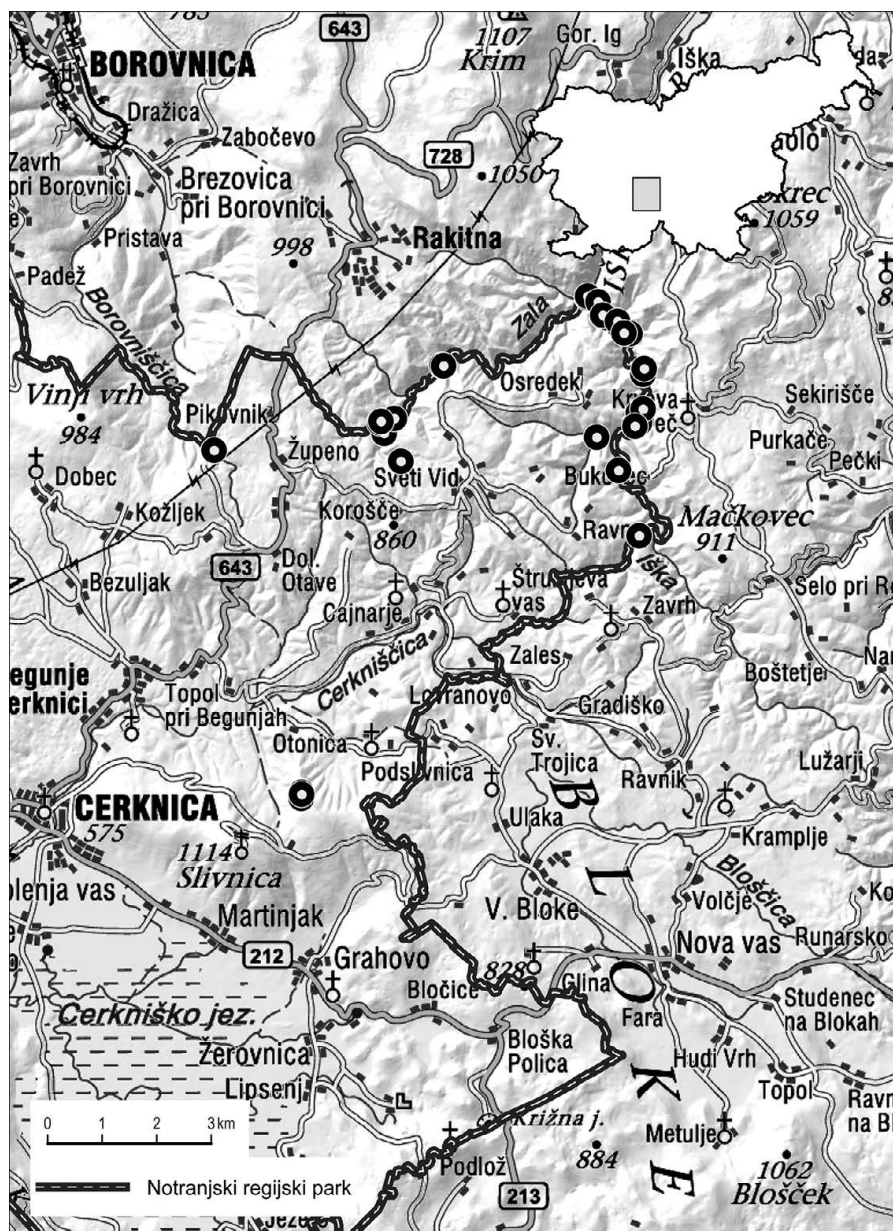 643
1107
Krim
Gor. Ig
Iška
BOROVNICA
Dražica
Zabočevo
Zavrh
pri Borovnici
Brezovica
pri Borovnici
728
1050
1059
Pristava
998
Rakitna
Padež
Borovniščica
Zala
Osredek
Vinji vrh
984
Pikovnik
Sekirišče
Purkače
Pečki
Dobec
Župano
Sveti Vid
Kožljek
Korošče
860
Mačkovec
911
643
Dol.
Otave
Bezuljak
Iška
Selo pri
Cajnarje
vas
Zavrh
Cerkniščica
Zales
Boštetje
Topol
pri Begunjah
Lovranovo
Gradiško
Otonica
Podslivnica
Sv.
Trojica
Ravnik
Lužarji
CERKNICA
575
1114
Slivnica
Ulaka
Kramplje
Bloščica
Martinjak
V. Bloke
Volčje
Nova vas
Runarsko
212
Grahovo
828
Glina
Bločice
Fara
Studenec
na Blokah
Cerkniško jez.
Bloška
Polica
Žerovnica
Hudi Vrh
Lipsenj
Topol
BLOKE
Križna j.
884
Metulje
Podlož
1062
Blošček
213
0 1 2 3 km
Notranjski regijski park